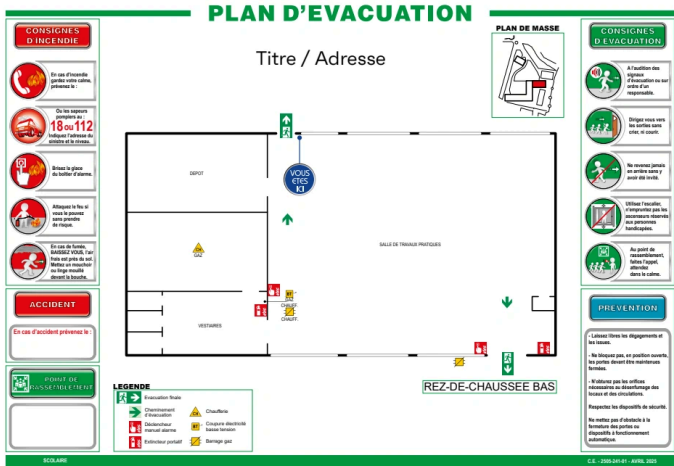 PLAN D'EVACUATION
CONSIGNES
D'INCENDIE
En cas d'incendie
gardez votre calme,
prévenez le :
Ou les sapeurs
pompiers au :
18 ou 112
Indiquez l'adresse du
sinistre et le niveau.
Brisez la glace
du boitier d'alarme.
Attaquez le feu si
vous le pouvez
sans prendre
de risque.
En cas de fumée,
BAISSEZ VOUS, l'air
frais est près du sol.
Mettez un mouchoir
ou linge mouillé
devant la bouche.
ACCIDENT
En cas d'accident prévenez le :
POINT DE
RASSEMBLEMENT
SCOLAIRE
Titre / Adresse
PLAN DE MASSE
DEPOT
VOUS
ETES
ICI
GAZ
SALLE DE TRAVAUX PRATIQUES
BT
CHAUFF.
CHAUFF.
VESTIAIRES
REZ-DE-CHAUSSEE BAS
LEGENDE
Evacuation finale
Cheminement
d'évacuation
Déclencheur
manuel alarme
Extincteur portatif
Chaufferie
BT
Coupure électricité
basse tension
Barrage gaz
CONSIGNES
D'EVACUATION
A l'audition des
signaux
d'évacuation ou sur
ordre d'un
responsable.
Dirigez vous vers
les sorties sans
crier, ni courir.
Ne revenez jamais
en arrière sans y
avoir été invité.
Utilisez l'escalier,
n'empruntez pas les
ascenseurs réservés
aux personnes
handicapées.
Au point de
rassemblement,
faites l'appel,
attendez
dans le calme.
PREVENTION
- Laissez libres les dégagements et
les issues.
- Ne bloquez pas, en position ouverte,
les portes devant être maintenues
fermées.
- N'obturez pas les orifices
nécessaires au désenfumage des
locaux et des circulations.
Respectez les dispositifs de sécurité.
Ne mettez pas d'obstacle à la
fermeture des portes ou
dispositifs à fonctionnement
automatique.
C.E. - 2509-241-01 - AVRIL 2025